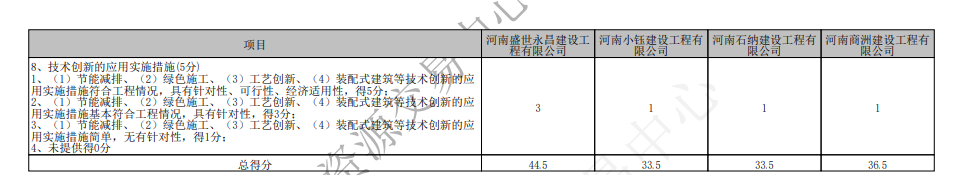 项目
河南盛世永昌建设工
程有限公司
河南小钰建设工程有
限公司
河南石纳建设工程有
限公司
河南商洲建设工程有
限公司
8、技术创新的应用实施措施(5分)
1、（1）节能减排、（2）绿色施工、（3）工艺创新、（4）装配式建筑等技术创新的应
用实施措施符合工程情况，具有针对性、可行性、经济适用性，得5分；
2、（1）节能减排、（2）绿色施工、（3）工艺创新、（4）装配式建筑等技术创新的应
用实施措施基本符合工程情况，具有针对性，得3分；
3、（1）节能减排、（2）绿色施工、（3）工艺创新、（4）装配式建筑等技术创新的应
用实施措施简单，无有针对性，得1分；
4、未提供得0分
3
1
1
1
总得分
44.5
33.5
33.5
36.5
资源交易中心
中心